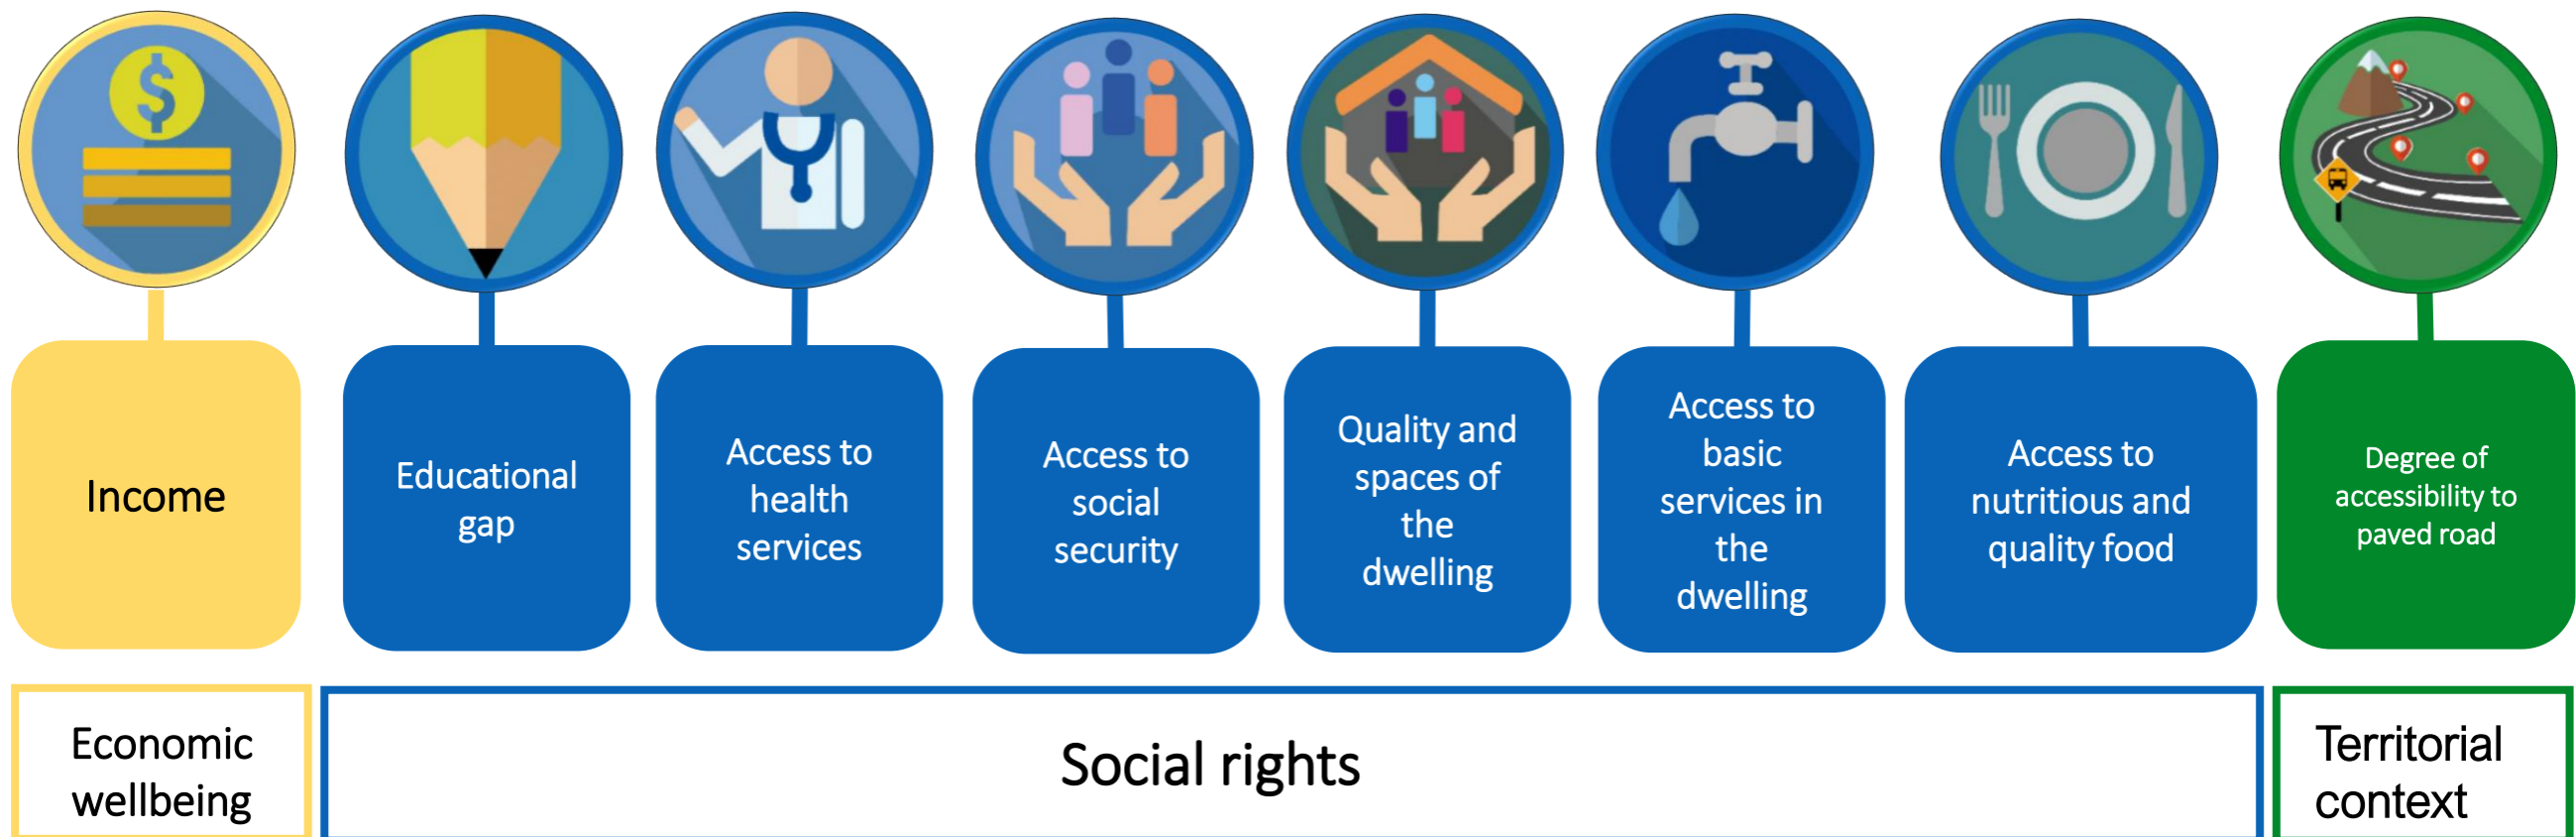 Income
Educational
gap
Access to
health
services
Access to
social
security
Quality and
spaces of
the
dwelling
Access to
basic
services in
the
dwelling
Access to
nutritious and
quality food
Degree of
accessibility to
paved road
Economic
wellbeing
Social rights
Territorial
context